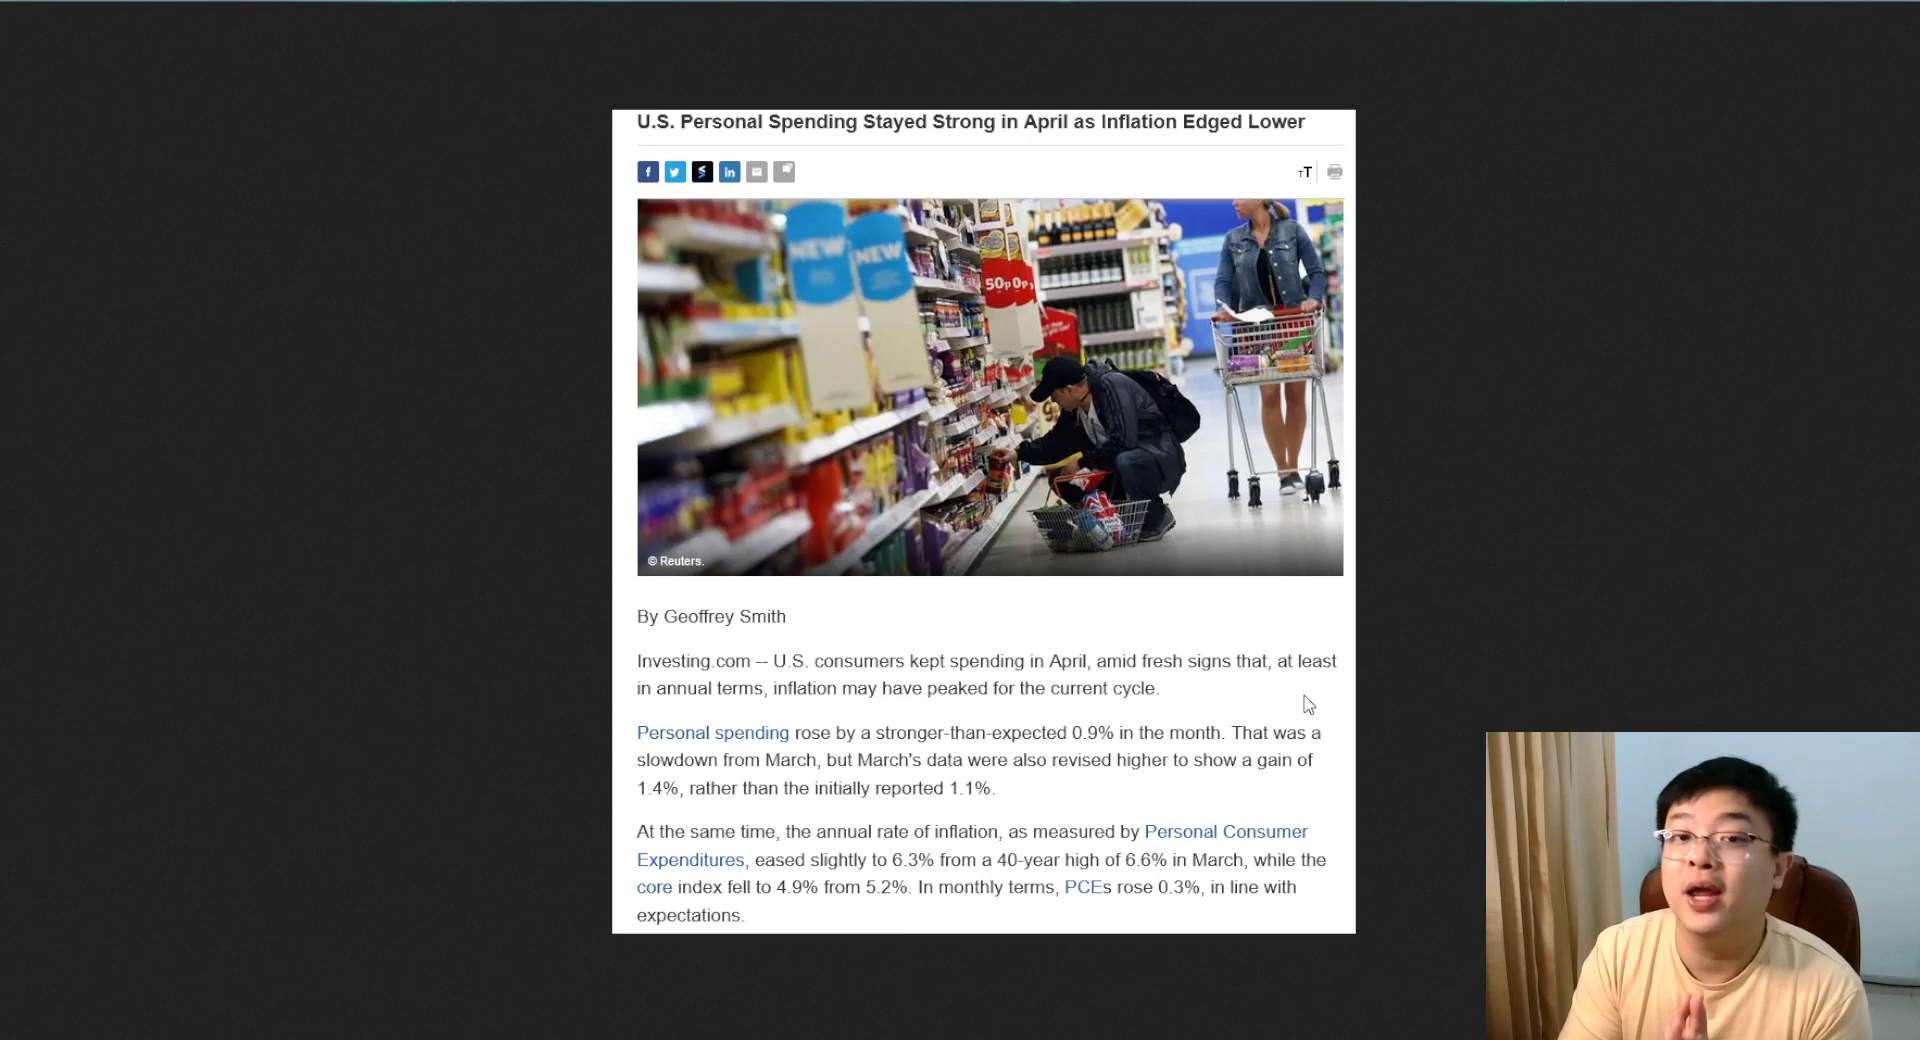 U.S. Personal Spending Stayed Strong in April as Inflation Edged Lower
f
in
TT
NEW
NEW
50p
0p
© Reuters.
By Geoffrey Smith
Investing.com -- U.S. consumers kept spending in April, amid fresh signs that, at least
in annual terms, inflation may have peaked for the current cycle.
Personal spending rose by a stronger-than-expected 0.9% in the month. That was a
slowdown from March, but March's data were also revised higher to show a gain of
1.4%, rather than the initially reported 1.1%.
At the same time, the annual rate of inflation, as measured by Personal Consumer
Expenditures, eased slightly to 6.3% from a 40-year high of 6.6% in March, while the
core index fell to 4.9% from 5.2%. In monthly terms, PCEs rose 0.3%, in line with
expectations.